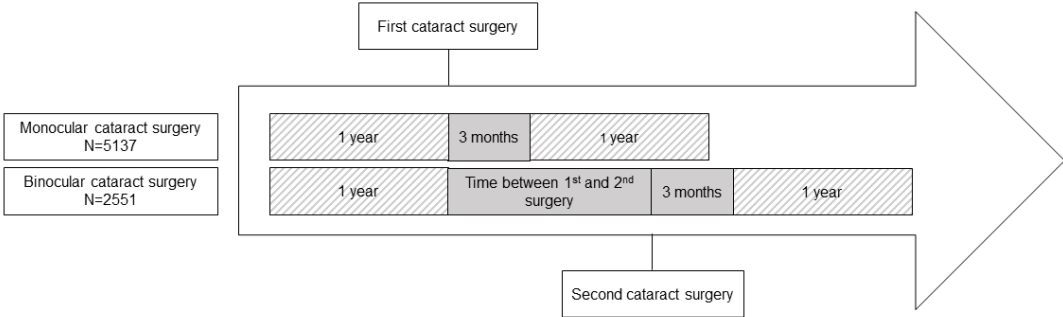 First cataract surgery
Monocular cataract surgery
N=5137
1 year
3 months
1 year
Binocular cataract surgery
N=2551
1 year
Time between 1st and 2nd
surgery
3 months
1 year
Second cataract surgery